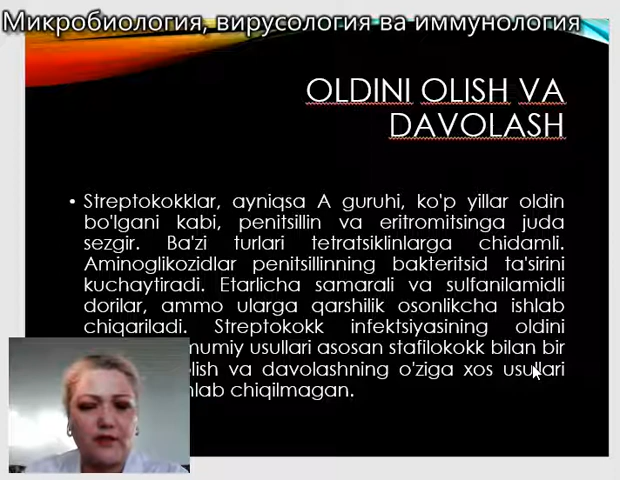 Микробиология, вирусология ва иммунология
OLDINI OLISH VA
DAVOLASH
• Streptokokklar, ayniqsa A guruhi, ko'p yillar oldin
bo'lgani kabi, penitsillin va eritromitsinga juda
sezgir. Ba'zi turlari tetratsiklinlarga chidamli.
Aminoglikozidlar penitsillinning bakteritsid ta'sirini
kuchaytiradi. Etarlicha samarali va sulfanilamidli
dorilar, ammo ularga qarshilik osonlikcha ishlab
chiqariladi. Streptokokk infektsiyasining oldini
usullari asosan stafilokokk bilan bir
va davolashning o'ziga xos usullari
chiqilmagan.